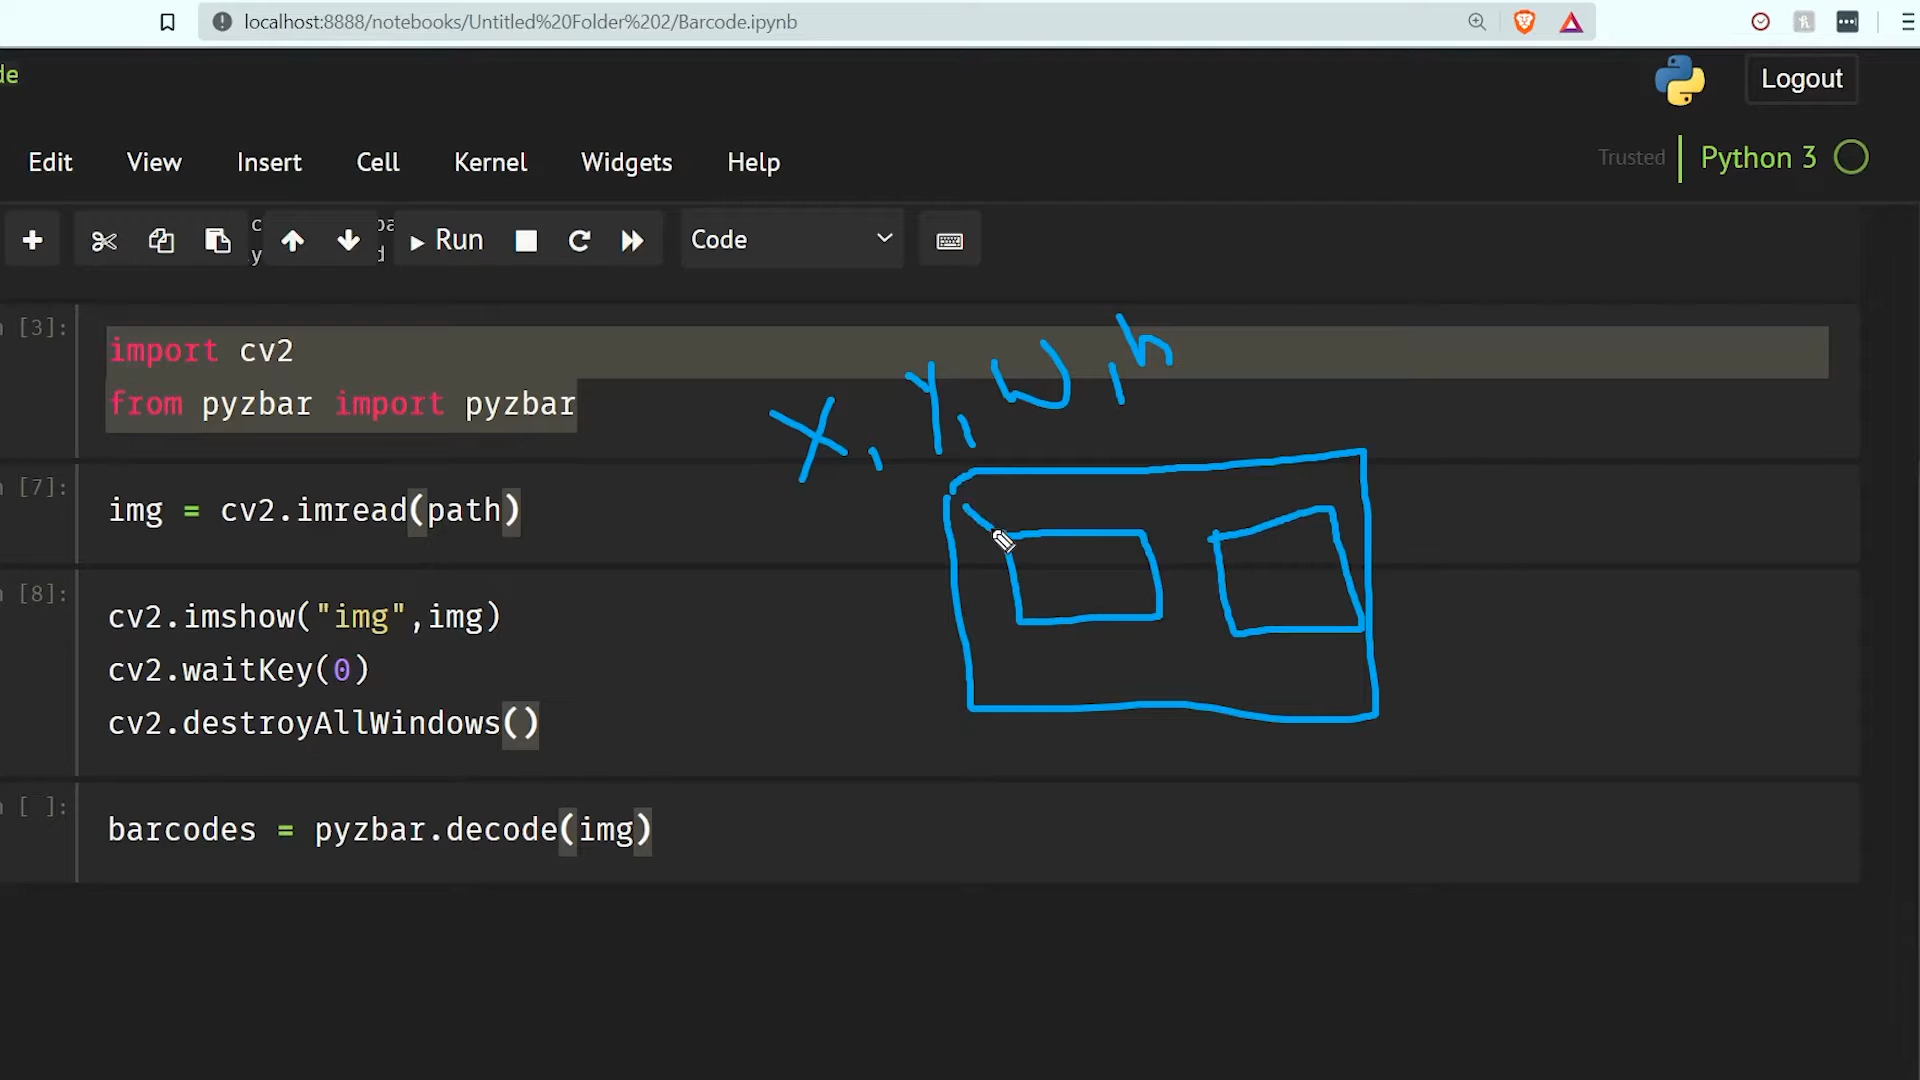 localhost:8888/notebooks/Untitled%20Folder%202/Barcode.ipynb
de
Logout
Edit View Insert Cell Kernel Widgets Help
Trusted Python 3
Run Code
[3]:
import cv2
from pyzbar import pyzbar
x, y, w, h
[7]:
img = cv2.imread(path)
[8]:
cv2.imshow("img",img)
cv2.waitKey(0)
cv2.destroyAllWindows()
[ ]:
barcodes = pyzbar.decode(img)